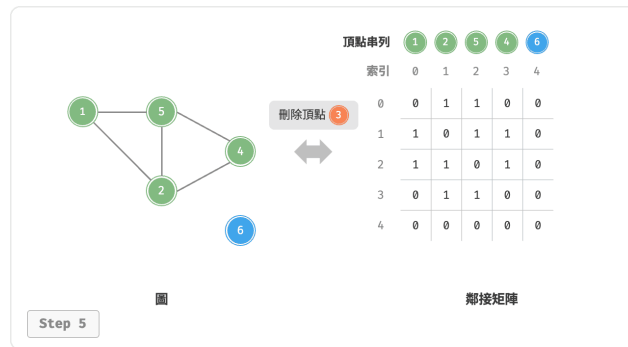 頂點串列 1 2 5 4 6
索引 0 1 2 3 4
0 0 1 1 0 0
1 1 0 1 1 0
2 1 1 0 1 0
3 0 1 1 0 0
4 0 0 0 0 0
1 5
4
2
6
刪除頂點 3
圖
鄰接矩陣
Step 5